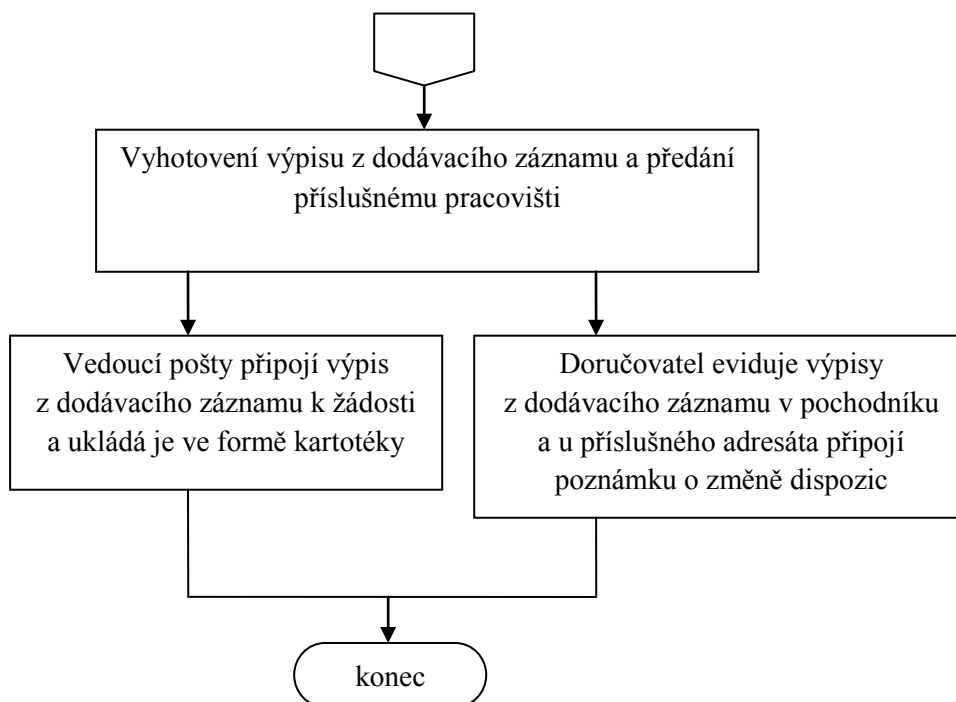 Vyhotovení výpisu z dodávacího záznamu a předání
příslušnému pracovišti
Vedoucí pošty připojí výpis
z dodávacího záznamu k žádosti
a ukládá je ve formě kartotéky
Doručovatel eviduje výpisy
z dodávacího záznamu v pochodníku
a u příslušného adresáta připojí
poznámku o změně dispozic
konec